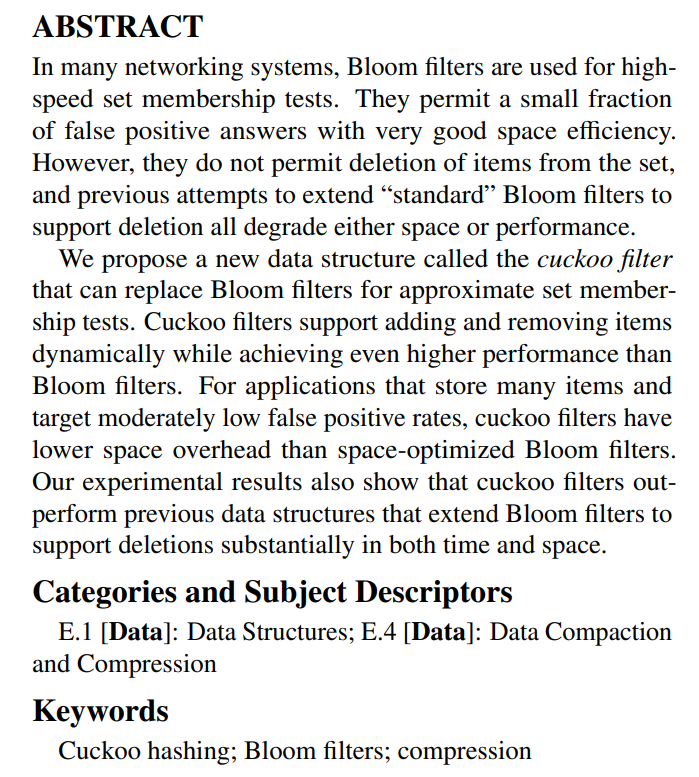 ABSTRACT
In many networking systems, Bloom filters are used for high-
speed set membership tests. They permit a small fraction
of false positive answers with very good space efficiency.
However, they do not permit deletion of items from the set,
and previous attempts to extend “standard” Bloom filters to
support deletion all degrade either space or performance.
We propose a new data structure called the cuckoo filter
that can replace Bloom filters for approximate set member-
ship tests. Cuckoo filters support adding and removing items
dynamically while achieving even higher performance than
Bloom filters. For applications that store many items and
target moderately low false positive rates, cuckoo filters have
lower space overhead than space-optimized Bloom filters.
Our experimental results also show that cuckoo filters out-
perform previous data structures that extend Bloom filters to
support deletions substantially in both time and space.
Categories and Subject Descriptors
E.1 [Data]: Data Structures; E.4 [Data]: Data Compaction
and Compression
Keywords
Cuckoo hashing; Bloom filters; compression